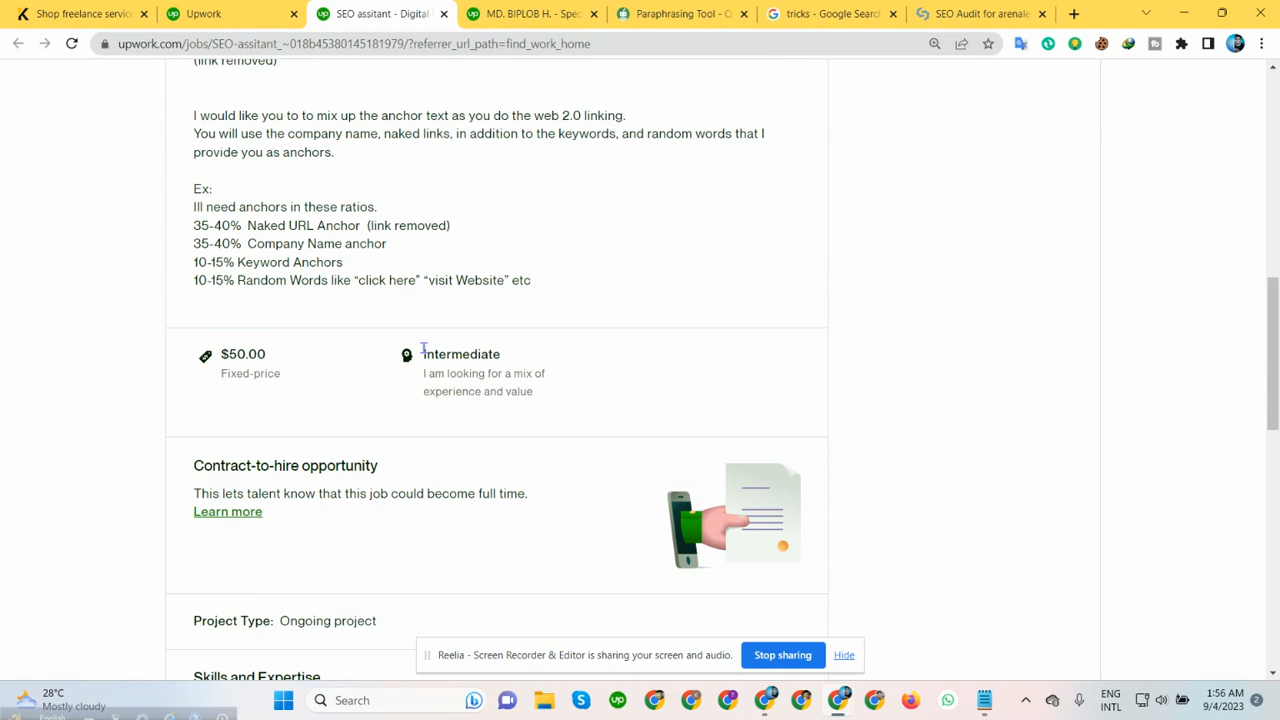 Shop freelance servic
Upwork
SEO assitant - Digital
MD. BIPLOB H. - Spec
Paraphrasing Tool - Q
tricks - Google Search
SEO Audit for arenale
upwork.com/jobs/SEO-assitant_~018b45380145181970/?referrer_url_path=find_work_home
(link removed)
I would like you to to mix up the anchor text as you do the web 2.0 linking.
You will use the company name, naked links, in addition to the keywords, and random words that I
provide you as anchors.
Ex:
Ill need anchors in these ratios.
35-40% Naked URL Anchor (link removed)
35-40% Company Name anchor
10-15% Keyword Anchors
10-15% Random Words like “click here” “visit Website” etc
$50.00
Fixed-price
Intermediate
I am looking for a mix of
experience and value
Contract-to-hire opportunity
This lets talent know that this job could become full time.
Learn more
Project Type: Ongoing project
Skills and Expertise
Reelia - Screen Recorder & Editor is sharing your screen and audio.
Stop sharing
Hide
28°C
Mostly cloudy
English
Search
ENG
INTL
1:56 AM
9/4/2023
2